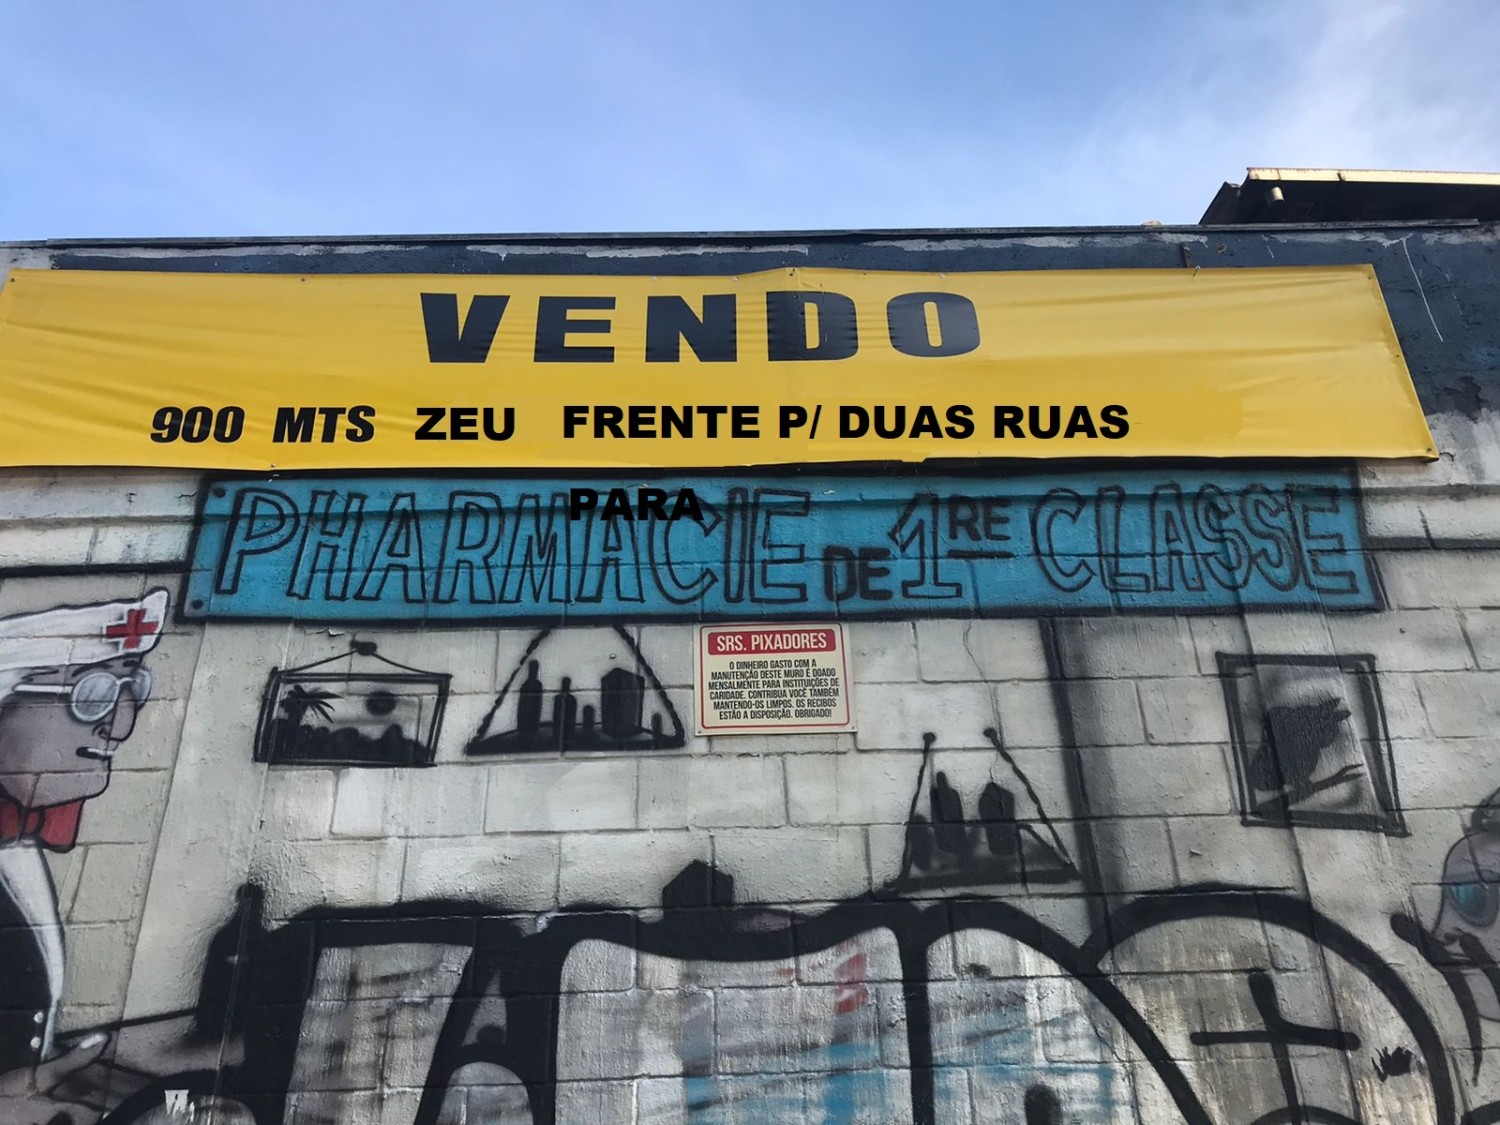 VENDO
900 MTS ZEU FRENTE P/ DUAS RUAS
PARA
PHARMACIE DE 1RE CLASSE
SRS. PIXADORES
O DINHEIRO GASTO COM A
MANUTENÇÃO DESTE MURO É DOADO
MENSALMENTE PARA INSTITUIÇÕES DE
CARIDADE. CONTRIBUA VOCÊ TAMBÉM
MANTENDO-OS LIMPOS. OS RECIBOS
ESTÃO A DISPOSIÇÃO. OBRIGADO!